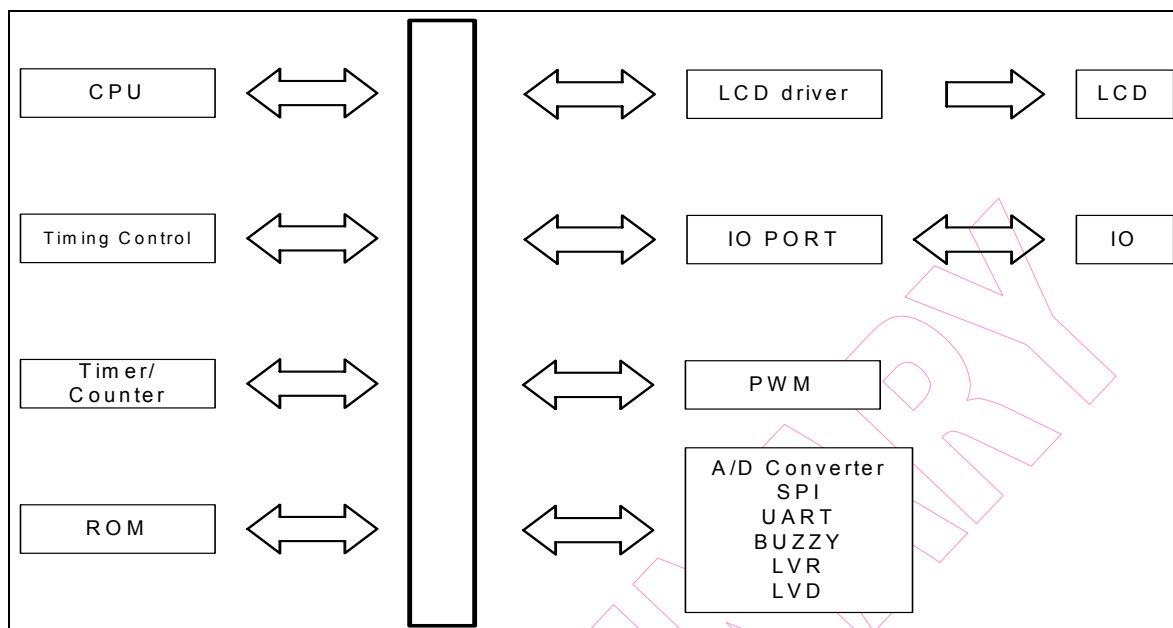 CPU
LCD driver
LCD
Timing Control
IO PORT
IO
Timer/
Counter
PWM
ROM
A/D Converter
SPI
UART
BUZZY
LVR
LVD